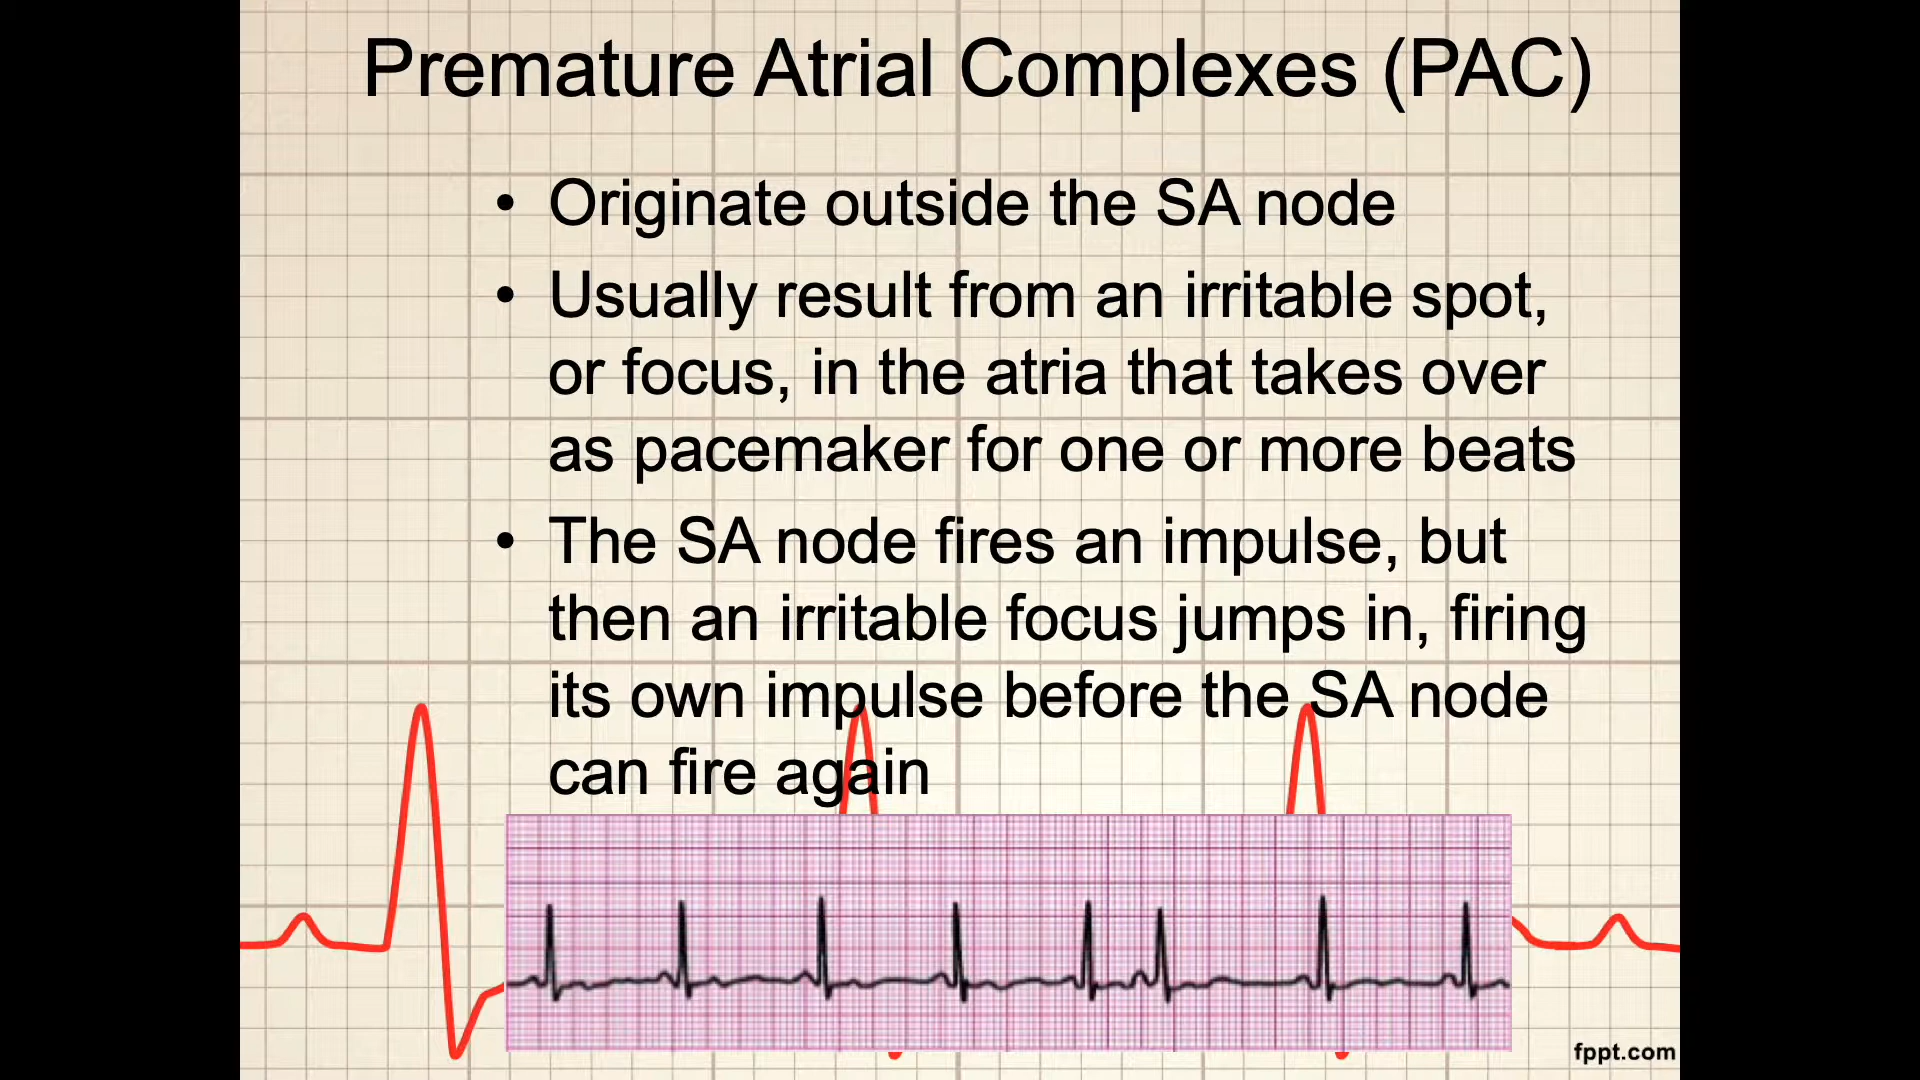 Premature Atrial Complexes (PAC)
• Originate outside the SA node
• Usually result from an irritable spot,
or focus, in the atria that takes over
as pacemaker for one or more beats
• The SA node fires an impulse, but
then an irritable focus jumps in, firing
its own impulse before the SA node
can fire again
fppt.com